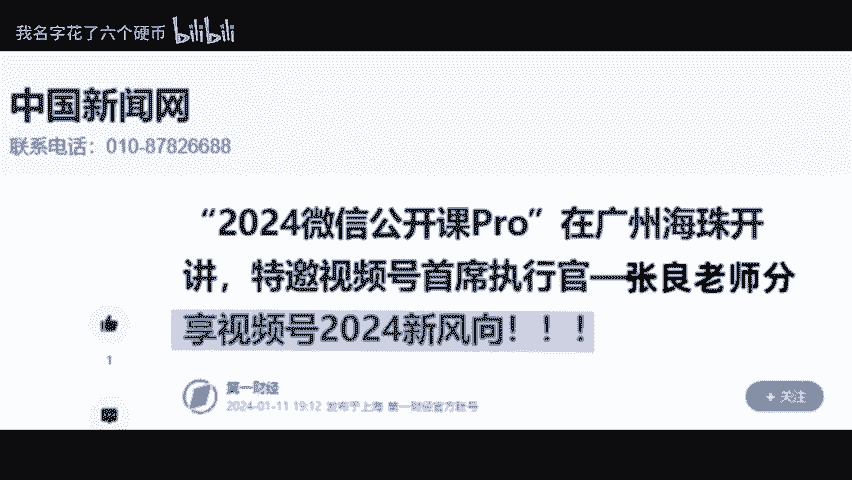 我名字花了六个硬币 bilibili
中国新闻网
联系电话：010-87826688
“2024微信公开课Pro”在广州海珠开
讲，特邀视频号首席执行官—张良老师分
享视频号2024新风向！！！
1
第一财经
2024-01-11 19:12 发布于上海 第一财经官方账号
+ 关注